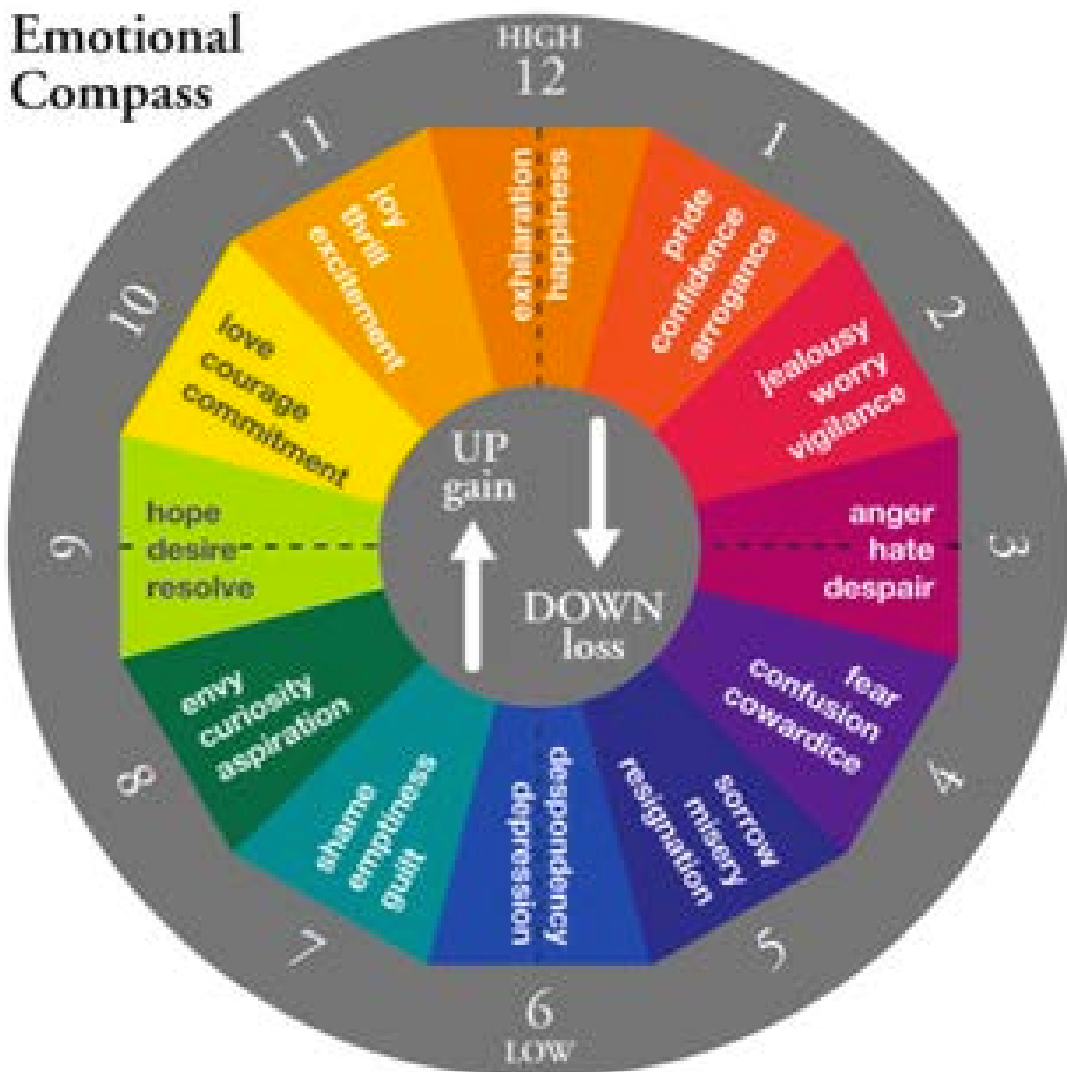 Emotional
Compass
HIGH
12
exhilaration
happiness
1
pride
confidence
arrogance
2
jealousy
worry
vigilance
3
anger
hate
despair
4
fear
confusion
cowardice
5
sorrow
misery
resignation
6
LOW
despondency
depression
7
shame
emptiness
guilt
8
envy
curiosity
aspiration
9
hope
desire
resolve
10
love
courage
commitment
11
joy
thrill
excitement
UP
gain
DOWN
loss